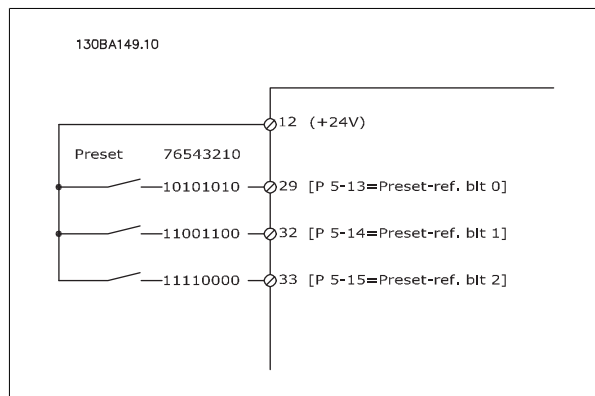 130BA149.10
12 (+24V)
Preset 76543210
10101010 29 [P 5-13=Preset-ref. bit 0]
11001100 32 [P 5-14=Preset-ref. bit 1]
11110000 33 [P 5-15=Preset-ref. bit 2]